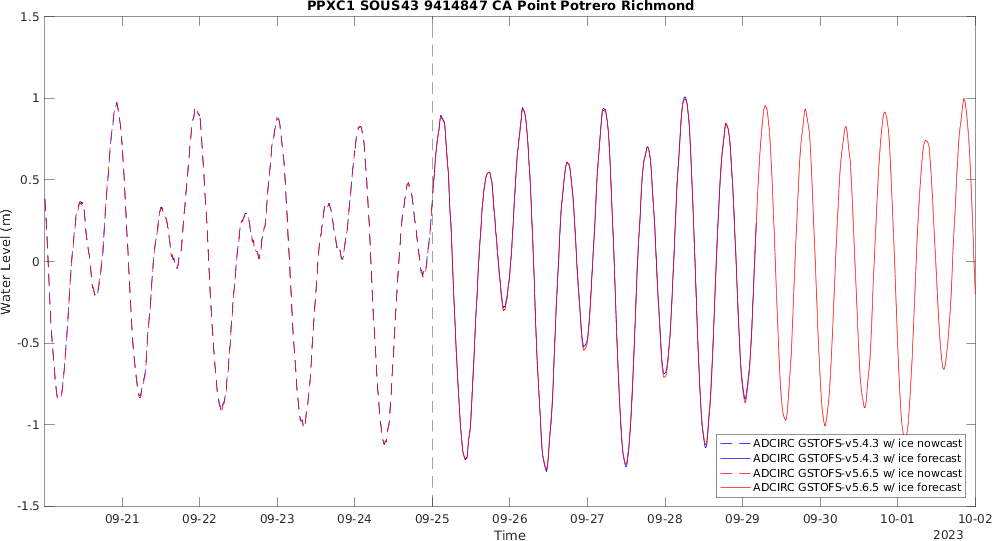 PPXC1 SOUS43 9414847 CA Point Potrero Richmond
Water Level (m)
1.5
1
0.5
0
-0.5
-1
-1.5
ADCIRC GSTOFS-v5.4.3 w/ ice nowcast
ADCIRC GSTOFS-v5.4.3 w/ ice forecast
ADCIRC GSTOFS-v5.6.5 w/ ice nowcast
ADCIRC GSTOFS-v5.6.5 w/ ice forecast
09-21 09-22 09-23 09-24 09-25 09-26 09-27 09-28 09-29 09-30 10-01 10-02
Time
2023